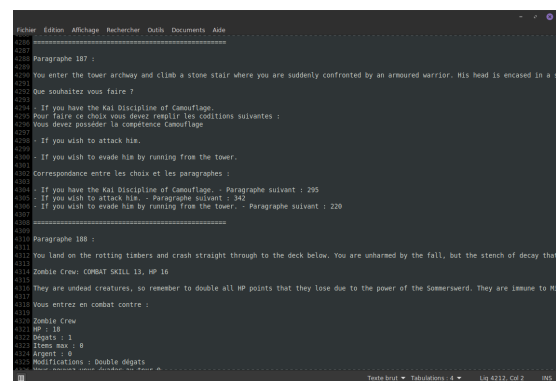 Fichier Édition Affichage Rechercher Outils Documents Aide
4286 ==================================================
4287
4288 Paragraphe 187 :
4289
4290 You enter the tower archway and climb a stone stair where you are suddenly confronted by an armoured warrior. His head is encased in a
4291
4292 Que souhaitez vous faire ?
4293
4294 - If you have the Kai Discipline of Camouflage.
4295 Pour faire ce choix vous devez remplir les coditions suivantes :
4296 Vous devez posséder la compétence Camouflage
4297
4298 - If you wish to attack him.
4299
4300 - If you wish to evade him by running from the tower.
4301
4302 Correspondance entre les choix et les paragraphes :
4303
4304 - If you have the Kai Discipline of Camouflage. - Paragraphe suivant : 295
4305 - If you wish to attack him. - Paragraphe suivant : 342
4306 - If you wish to evade him by running from the tower. - Paragraphe suivant : 220
4307
4308 ==================================================
4309
4310 Paragraphe 188 :
4311
4312 You land on the rotting timbers and crash straight through to the deck below. You are unharmed by the fall, but the stench of decay that
4313
4314 Zombie Crew: COMBAT SKILL 13, HP 16
4315
4316 They are undead creatures, so remember to double all HP points that they lose due to the power of the Sommerswerd. They are immune to
4317
4318 Vous entrez en combat contre :
4319
4320 Zombie Crew
4321 HP : 18
4322 Dégats : 1
4323 Items max : 0
4324 Argent : 0
4325 Modifications : Double dégats
Texte brut Tabulations : 4 Lig 4212, Col 2 INS